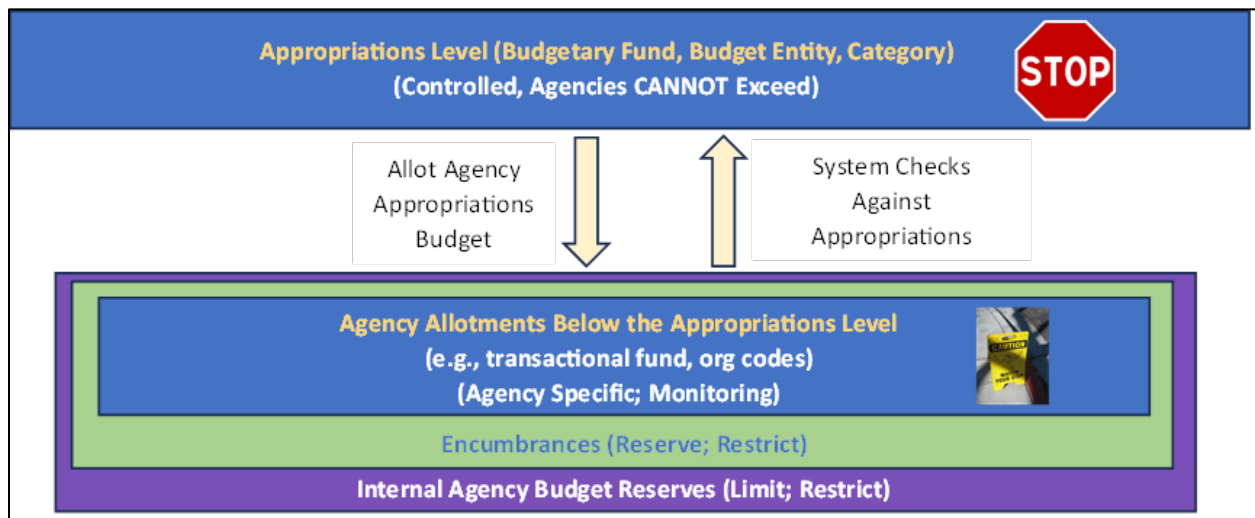 Appropriations Level (Budgetary Fund, Budget Entity, Category)
(Controlled, Agencies CANNOT Exceed)
STOP
Allot Agency
Appropriations
Budget
System Checks
Against
Appropriations
Agency Allotments Below the Appropriations Level
(e.g., transactional fund, org codes)
(Agency Specific; Monitoring)
CAUTION
Encumbrances (Reserve; Restrict)
Internal Agency Budget Reserves (Limit; Restrict)